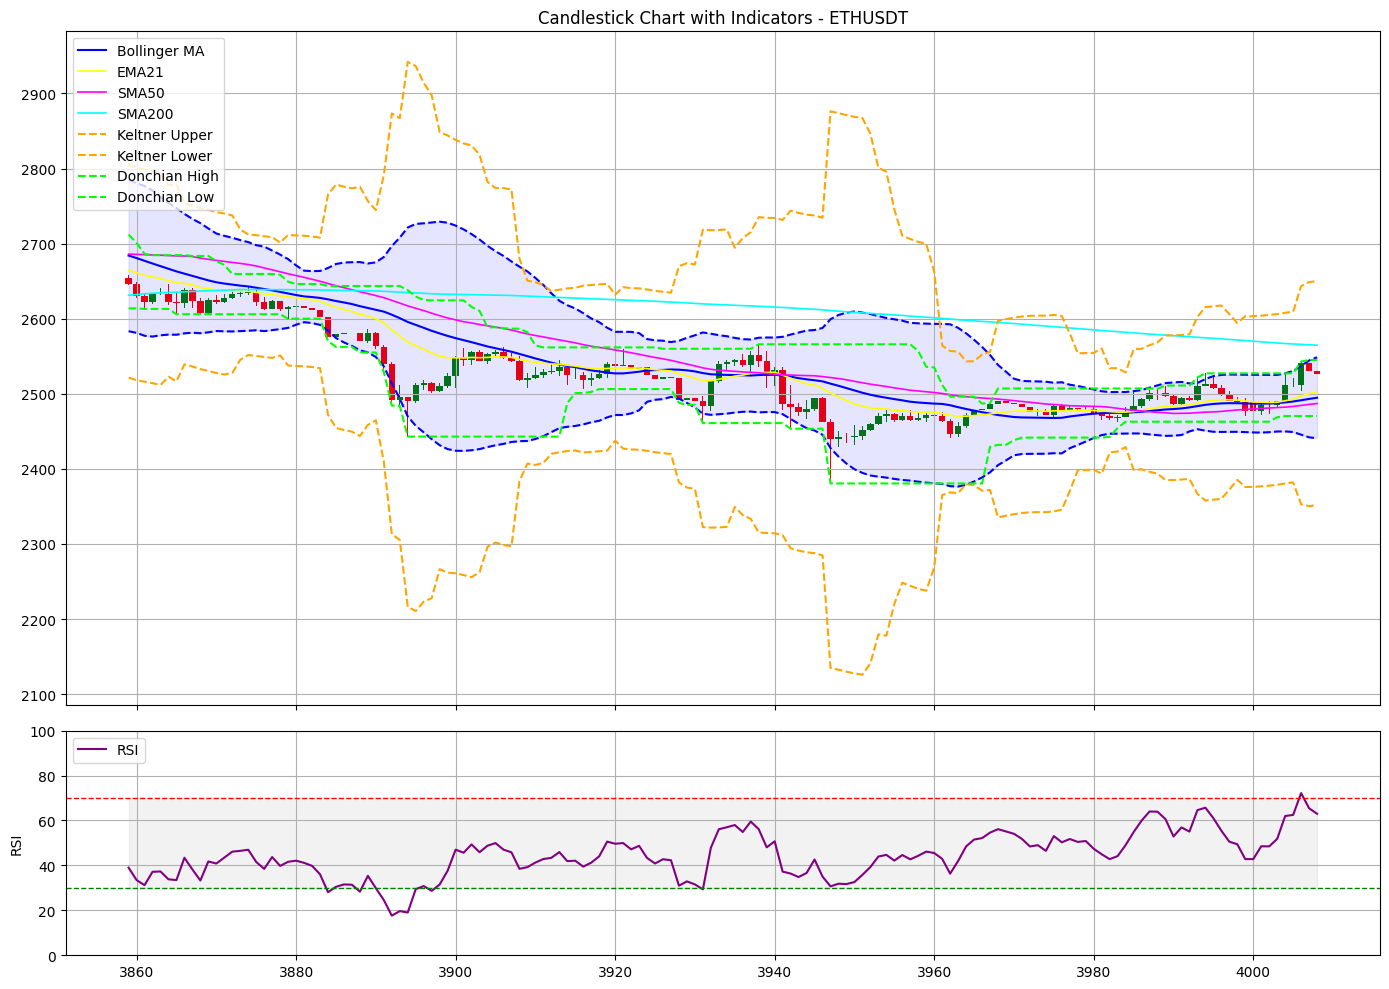 Candlestick Chart with Indicators - ETHUSDT
Bollinger MA
EMA21
SMA50
SMA200
Keltner Upper
Keltner Lower
Donchian High
Donchian Low
2900
2800
2700
2600
2500
2400
2300
2200
2100
RSI
100
80
60
40
20
0
RSI
3860
3880
3900
3920
3940
3960
3980
4000